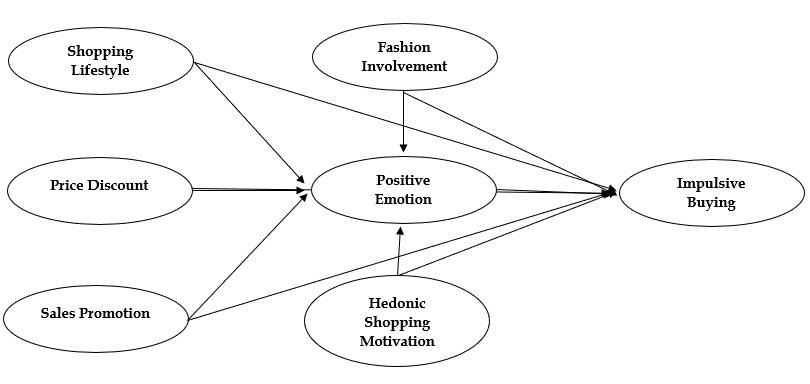 Shopping
Lifestyle
Fashion
Involvement
Price Discount
Positive
Emotion
Impulsive
Buying
Sales Promotion
Hedonic
Shopping
Motivation